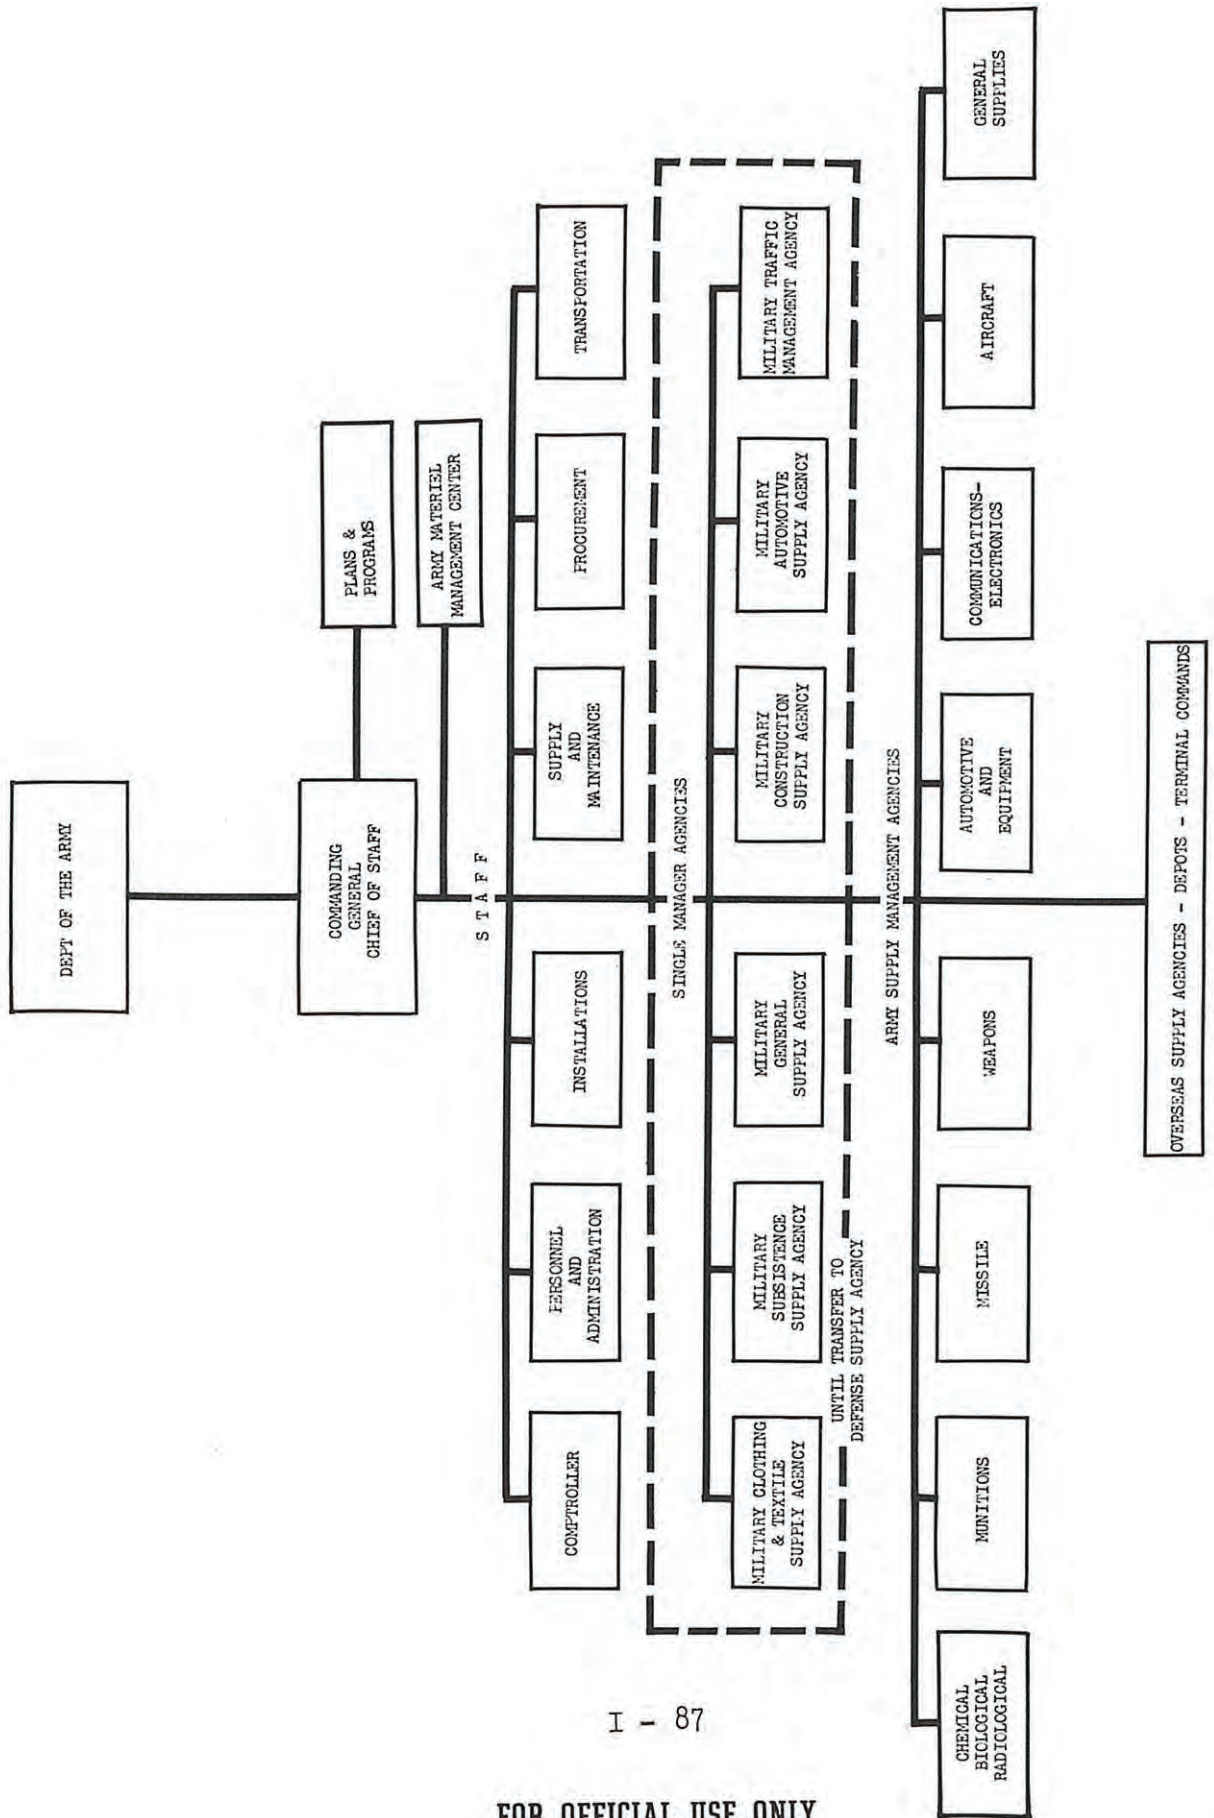 DEPT OF THE ARMY
COMMANDING
GENERAL
CHIEF OF STAFF
PLANS &
PROGRAMS
ARMY MATERIEL
MANAGEMENT CENTER
S T A F F
COMPTROLLER
PERSONNEL
AND
ADMINISTRATION
INSTALLATIONS
SUPPLY
AND
MAINTENANCE
PROCUREMENT
TRANSPORTATION
SINGLE MANAGER AGENCIES
MILITARY CLOTHING
& TEXTILE
SUPPLY AGENCY
MILITARY
SUBSISTENCE
SUPPLY AGENCY
MILITARY
GENERAL
SUPPLY AGENCY
MILITARY
CONSTRUCTION
SUPPLY AGENCY
MILITARY
AUTOMOTIVE
SUPPLY AGENCY
MILITARY TRAFFIC
MANAGEMENT AGENCY
UNTIL TRANSFER TO
DEFENSE SUPPLY AGENCY
ARMY SUPPLY MANAGEMENT AGENCIES
CHEMICAL
BIOLOGICAL
RADIOLOGICAL
MUNITIONS
MISSILE
WEAPONS
AUTOMOTIVE
AND
EQUIPMENT
COMMUNICATIONS-
ELECTRONICS
AIRCRAFT
GENERAL
SUPPLIES
OVERSEAS SUPPLY AGENCIES - DEPOTS - TERMINAL COMMANDS
I - 87
FOR OFFICIAL USE ONLY